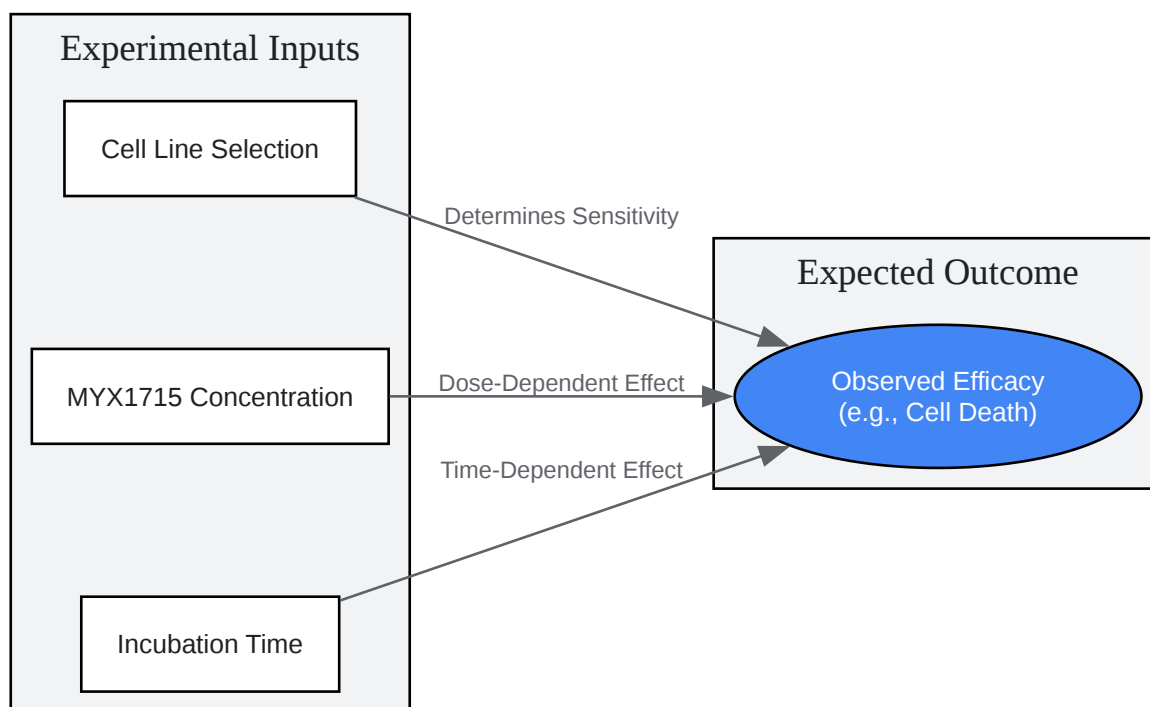 Experimental Inputs
Cell Line Selection
Determines Sensitivity
Expected Outcome
MYX1715 Concentration
Dose-Dependent Effect
Observed Efficacy
(e.g., Cell Death)
Time-Dependent Effect
Incubation Time